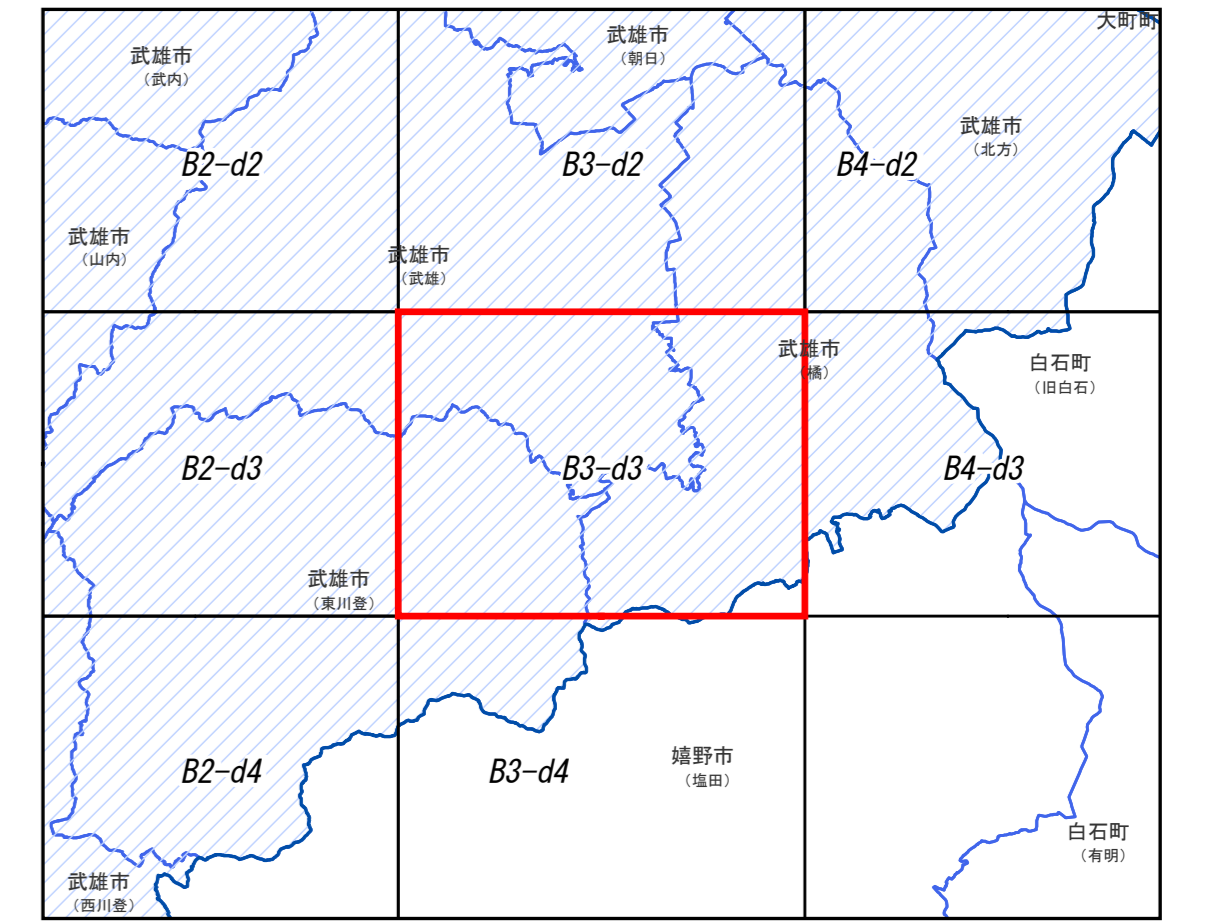 大町町
武雄市
（武内）
武雄市
（朝日）
武雄市
（北方）
B2-d2
B3-d2
B4-d2
武雄市
（山内）
武雄市
（武雄）
武雄市
（橘）
白石町
（旧白石）
B2-d3
B3-d3
B4-d3
武雄市
（東川登）
B2-d4
B3-d4
嬉野市
（塩田）
白石町
（有明）
武雄市
（西川登）